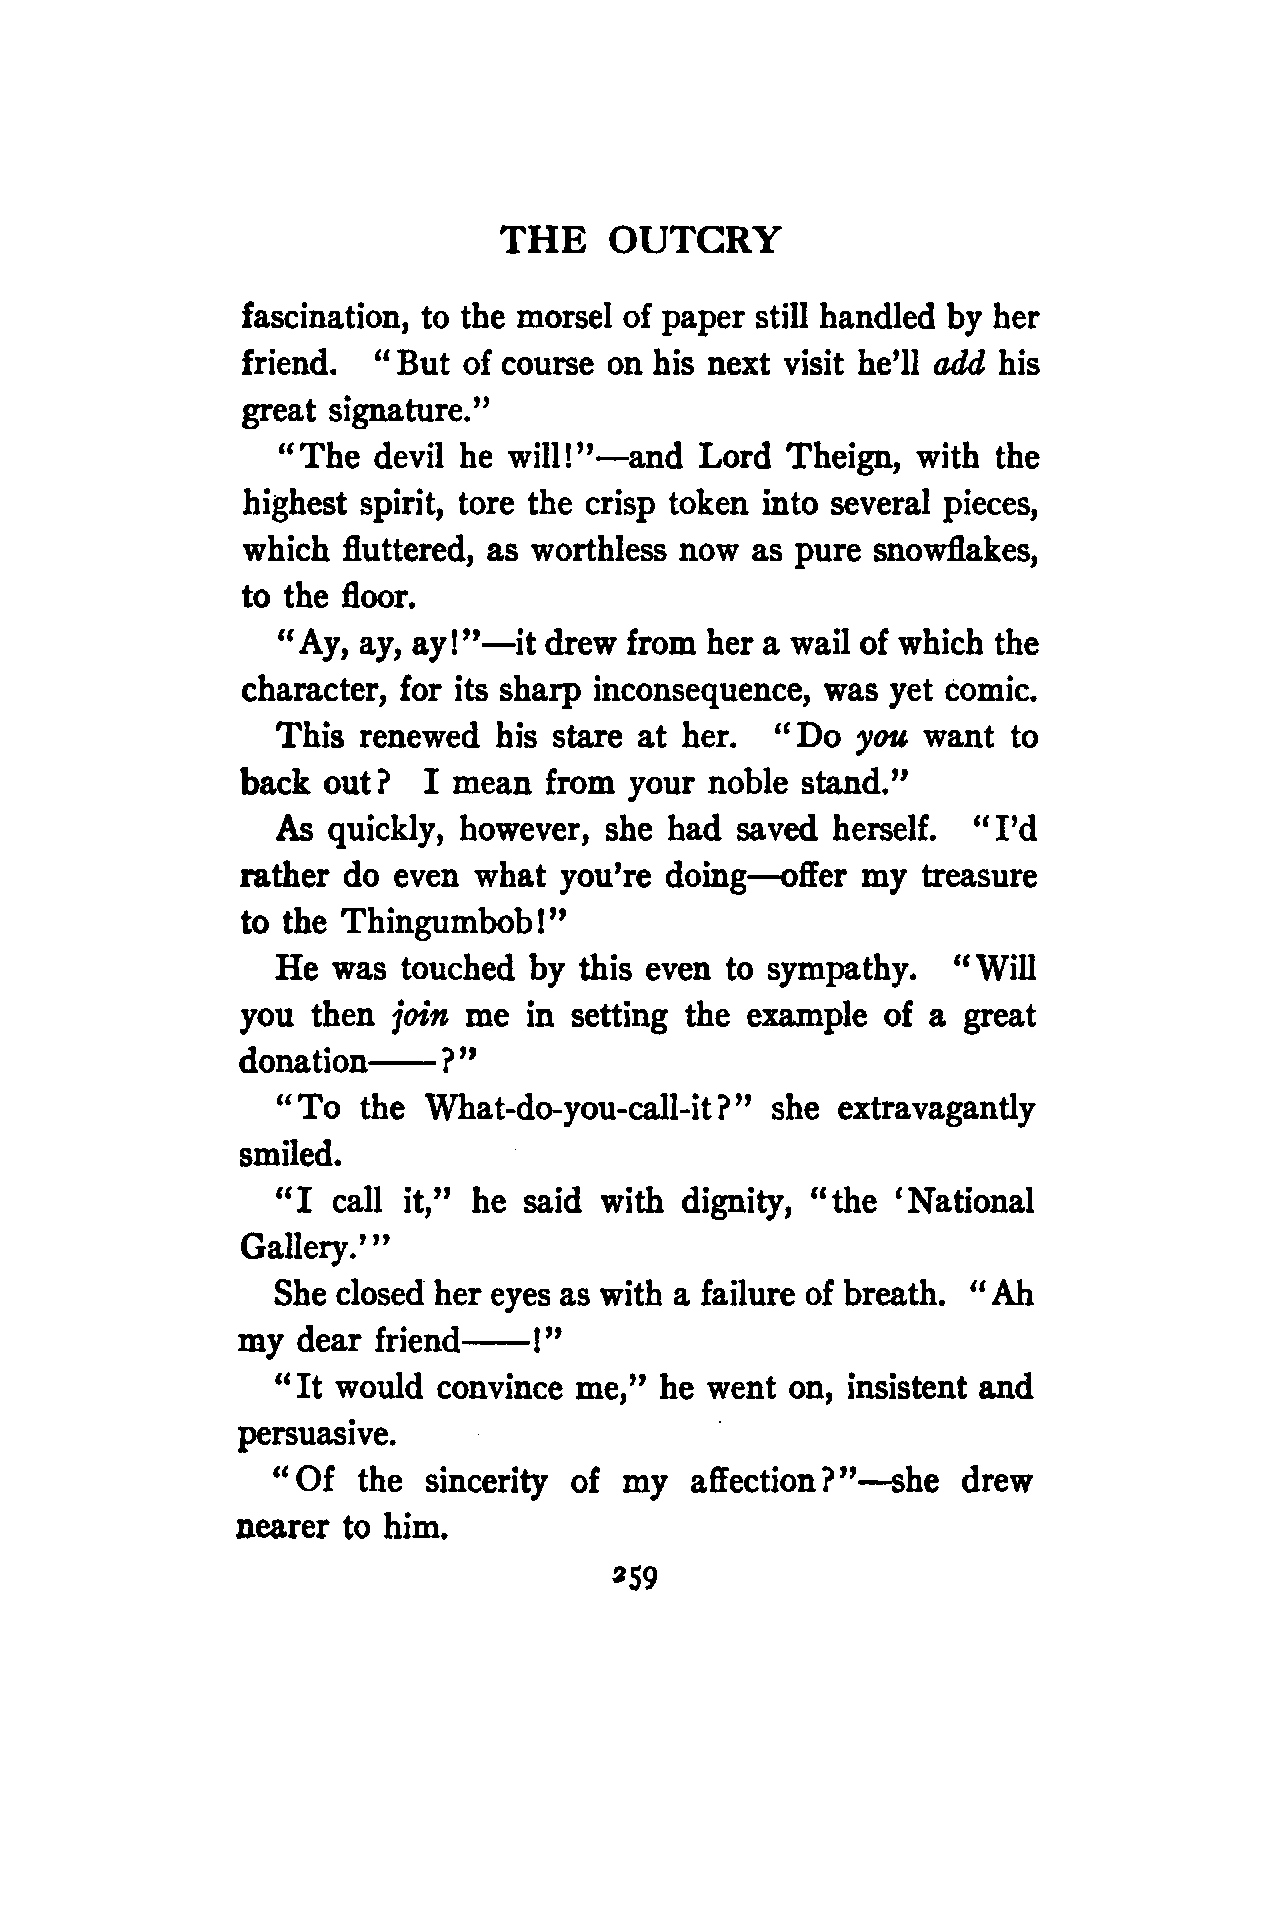 THE OUTCRY
fascination, to the morsel of paper still handled by her
friend. “But of course on his next visit he’ll add his
great signature.”
“The devil he will!”—and Lord Theign, with the
highest spirit, tore the crisp token into several pieces,
which fluttered, as worthless now as pure snowflakes,
to the floor.
“Ay, ay, ay!”—it drew from her a wail of which the
character, for its sharp inconsequence, was yet comic.
This renewed his stare at her. “Do you want to
back out? I mean from your noble stand.”
As quickly, however, she had saved herself. “I’d
rather do even what you’re doing—offer my treasure
to the Thingumbob!”
He was touched by this even to sympathy. “Will
you then join me in setting the example of a great
donation——?”
“To the What-do-you-call-it?” she extravagantly
smiled.
“I call it,” he said with dignity, “the ‘National
Gallery.’”
She closed her eyes as with a failure of breath. “Ah
my dear friend——!”
“It would convince me,” he went on, insistent and
persuasive.
“Of the sincerity of my affection?”—she drew
nearer to him.
259